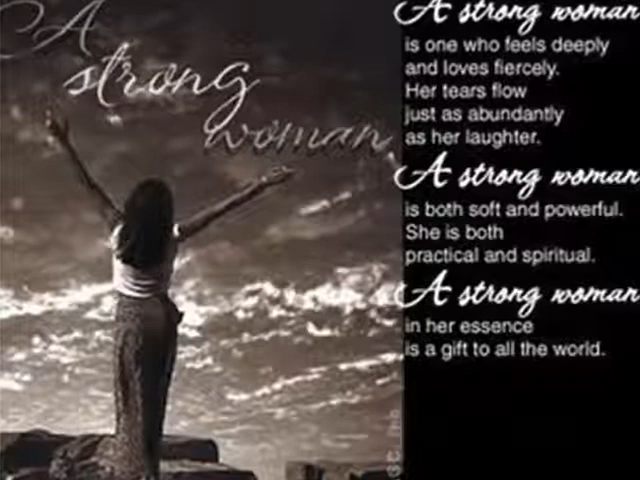 A
strong
woman
A strong woman
is one who feels deeply
and loves fiercely.
Her tears flow
just as abundantly
as her laughter.
A strong woman
is both soft and powerful.
She is both
practical and spiritual.
A strong woman
in her essence
is a gift to all the world.